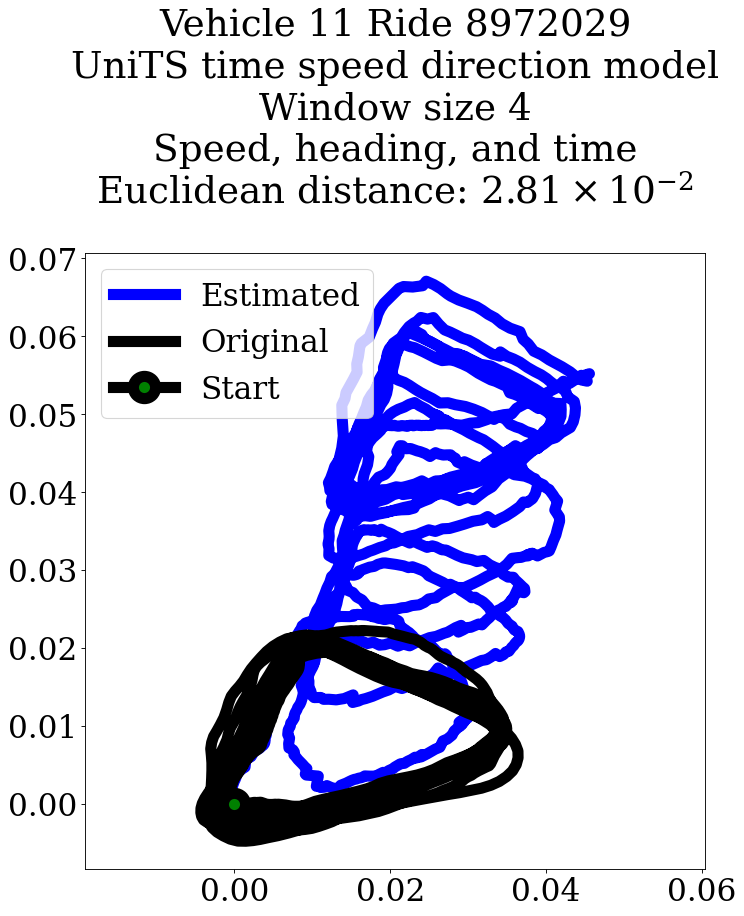 Vehicle 11 Ride 8972029
UniTS time speed direction model
Window size 4
Speed, heading, and time
Euclidean distance: 2.81 × 10⁻²
0.07
0.06
0.05
0.04
0.03
0.02
0.01
0.00
Estimated
Original
Start
0.00 0.02 0.04 0.06